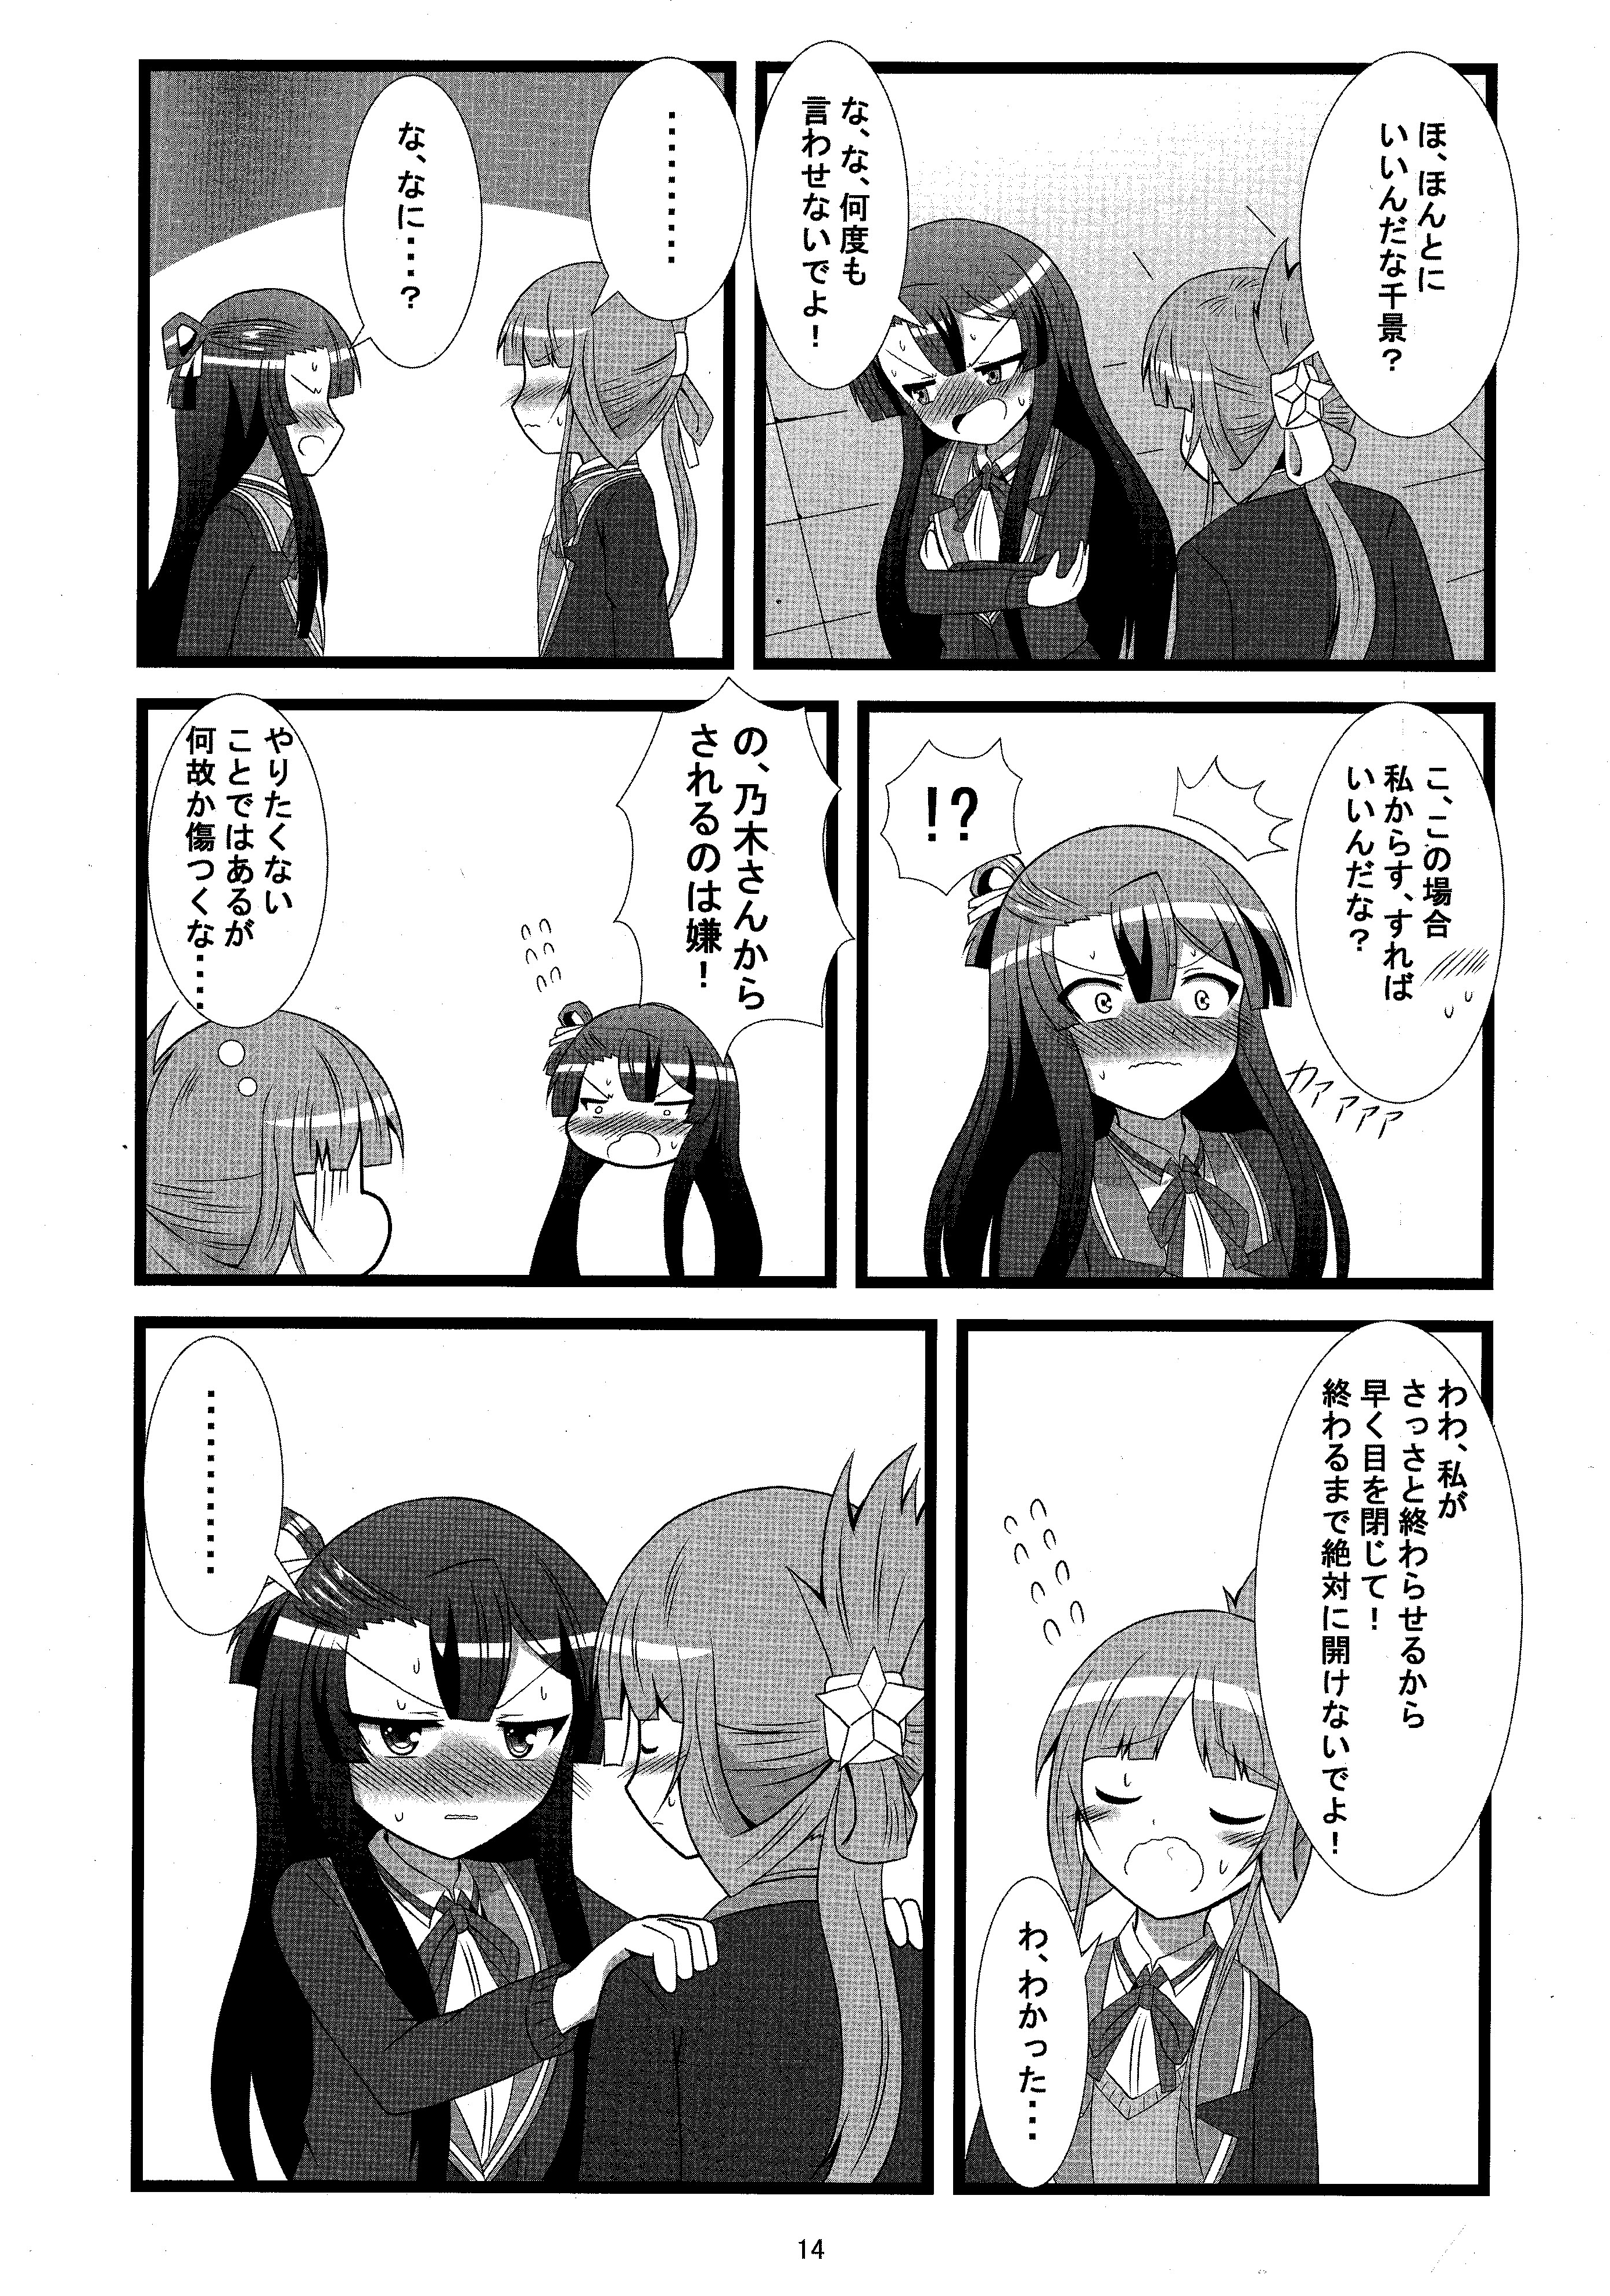 ほ、ほんとに
いいんだな千景？
な、な、何度も
言わせないでよ！
‥‥‥‥‥
な、なに‥‥？
こ、この場合
私からす、すれば
いいんだな？
！？
カァァァァ
の、乃木さんから
されるのは嫌！
やりたくない
ことではあるが
何故か傷つくな‥‥
わわ、私が
さっさと終わらせるから
早く目を閉じて！
終わるまで絶対に開けないでよ！
わ、わかった‥‥
‥‥‥‥‥‥
14